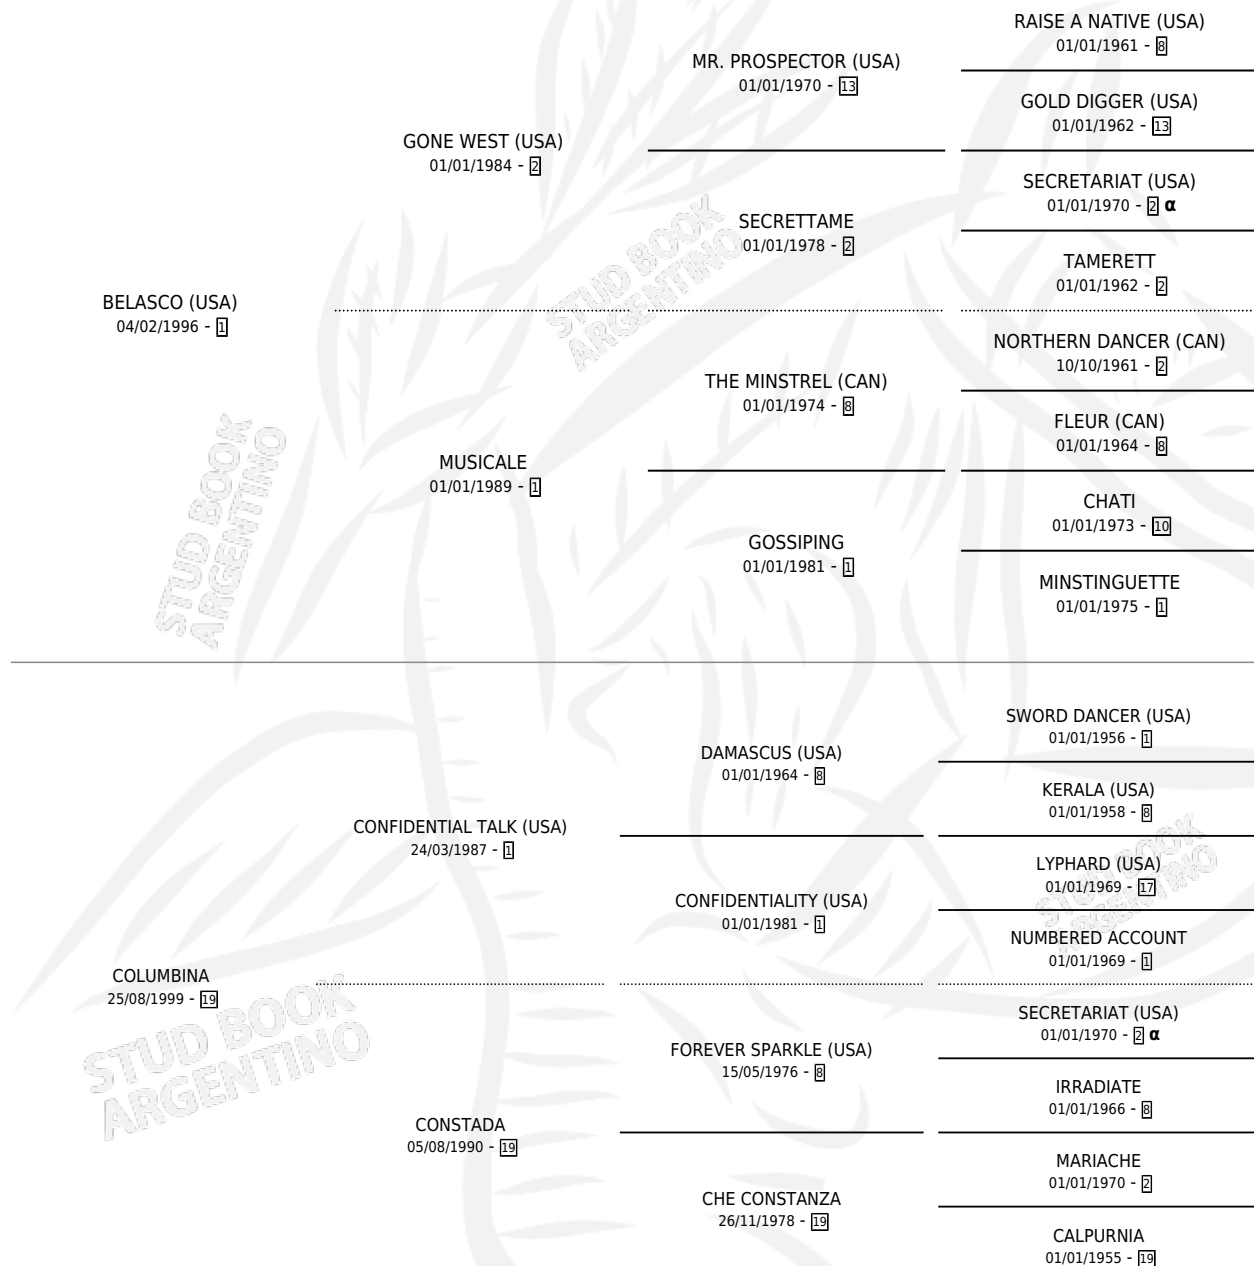 RAISE A NATIVE (USA)
01/01/1961 - 8
MR. PROSPECTOR (USA)
01/01/1970 - 13
GOLD DIGGER (USA)
01/01/1962 - 13
GONE WEST (USA)
01/01/1984 - 2
SECRETARIAT (USA)
01/01/1970 - 2 α
SECRETTAME
01/01/1978 - 2
TAMERETT
01/01/1962 - 2
BELASCO (USA)
04/02/1996 - 1
NORTHERN DANCER (CAN)
10/10/1961 - 2
THE MINSTREL (CAN)
01/01/1974 - 8
FLEUR (CAN)
01/01/1964 - 8
MUSICALE
01/01/1989 - 1
CHATI
01/01/1973 - 10
GOSSIPING
01/01/1981 - 1
MINSTINGUETTE
01/01/1975 - 1
SWORD DANCER (USA)
01/01/1956 - 1
DAMASCUS (USA)
01/01/1964 - 8
KERALA (USA)
01/01/1958 - 8
CONFIDENTIAL TALK (USA)
24/03/1987 - 1
LYPHARD (USA)
01/01/1969 - 17
CONFIDENTIALITY (USA)
01/01/1981 - 1
NUMBERED ACCOUNT
01/01/1969 - 1
COLUMBINA
25/08/1999 - 19
SECRETARIAT (USA)
01/01/1970 - 2 α
FOREVER SPARKLE (USA)
15/05/1976 - 8
IRRADIATE
01/01/1966 - 8
CONSTADA
05/08/1990 - 19
MARIACHE
01/01/1970 - 2
CHE CONSTANZA
26/11/1978 - 19
CALPURNIA
01/01/1955 - 19
STUD BOOK
ARGENTINO
STUD BOOK
ARGENTINO
STUD BOOK
ARGENTINO
STUD BOOK
ARGENTINO